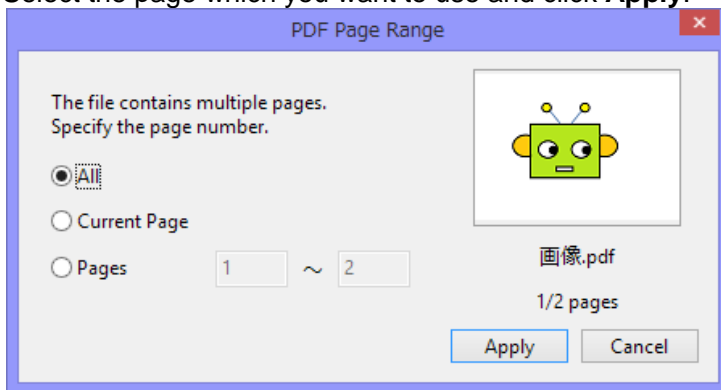 Select the page which you want to use and click Apply.
PDF Page Range
The file contains multiple pages.
Specify the page number.
All
Current Page
Pages 1 ～ 2
画像.pdf
1/2 pages
Apply Cancel